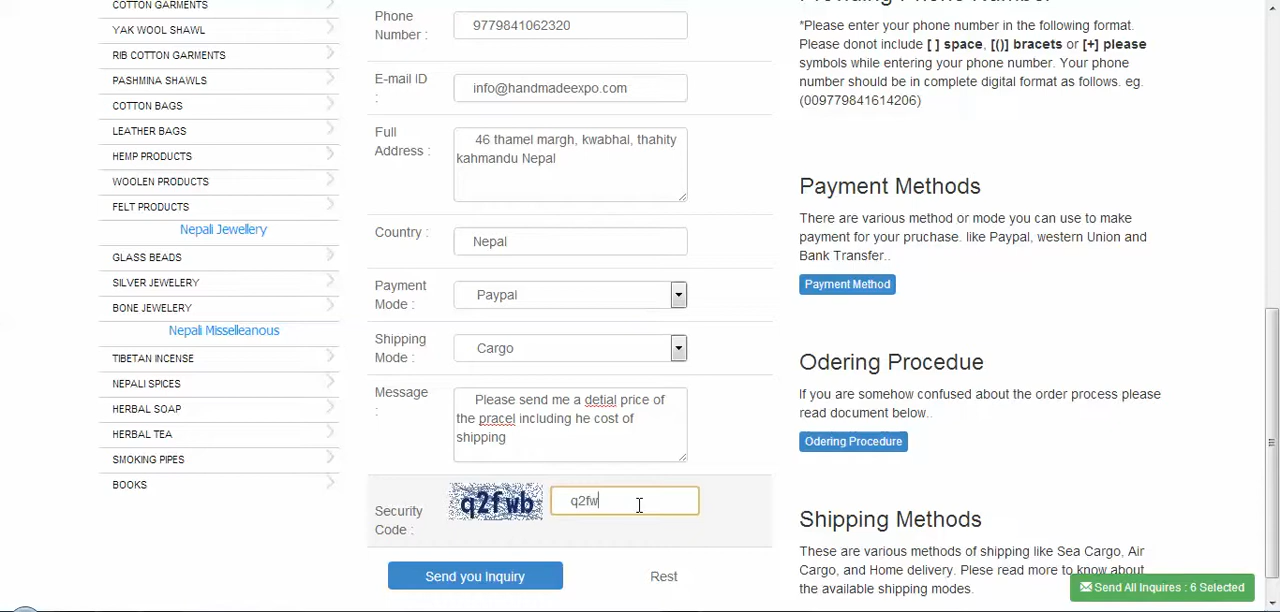 COTTON GARMENTS
YAK WOOL SHAWL
RIB COTTON GARMENTS
PASHMINA SHAWLS
COTTON BAGS
LEATHER BAGS
HEMP PRODUCTS
WOOLEN PRODUCTS
FELT PRODUCTS
Nepali Jewellery
GLASS BEADS
SILVER JEWELERY
BONE JEWELERY
Nepali Misselleanous
TIBETAN INCENSE
NEPALI SPICES
HERBAL SOAP
HERBAL TEA
SMOKING PIPES
BOOKS
Phone
Number :
9779841062320
E-mail ID
:
info@handmadeexpo.com
Full
Address :
46 thamel margh, kwabhal, thahity
kahmandu Nepal
Country :
Nepal
Payment
Mode :
Paypal
Shipping
Mode :
Cargo
Message
:
Please send me a detial price of
the pracel including he cost of
shipping
Security
Code :
q2fwb
q2fw
Send you Inquiry
Rest
Providing Phone Number
*Please enter your phone number in the following format.
Please donot include [ ] space, [()] bracets or [+] please
symbols while entering your phone number. Your phone
number should be in complete digital format as follows. eg.
(009779841614206)
Payment Methods
There are various method or mode you can use to make
payment for your pruchase. like Paypal, western Union and
Bank Transfer..
Payment Method
Odering Procedue
If you are somehow confused about the order process please
read document below..
Odering Procedure
Shipping Methods
These are various methods of shipping like Sea Cargo, Air
Cargo, and Home delivery. Plese read more to know about
the available shipping modes.
Send All Inquires : 6 Selected